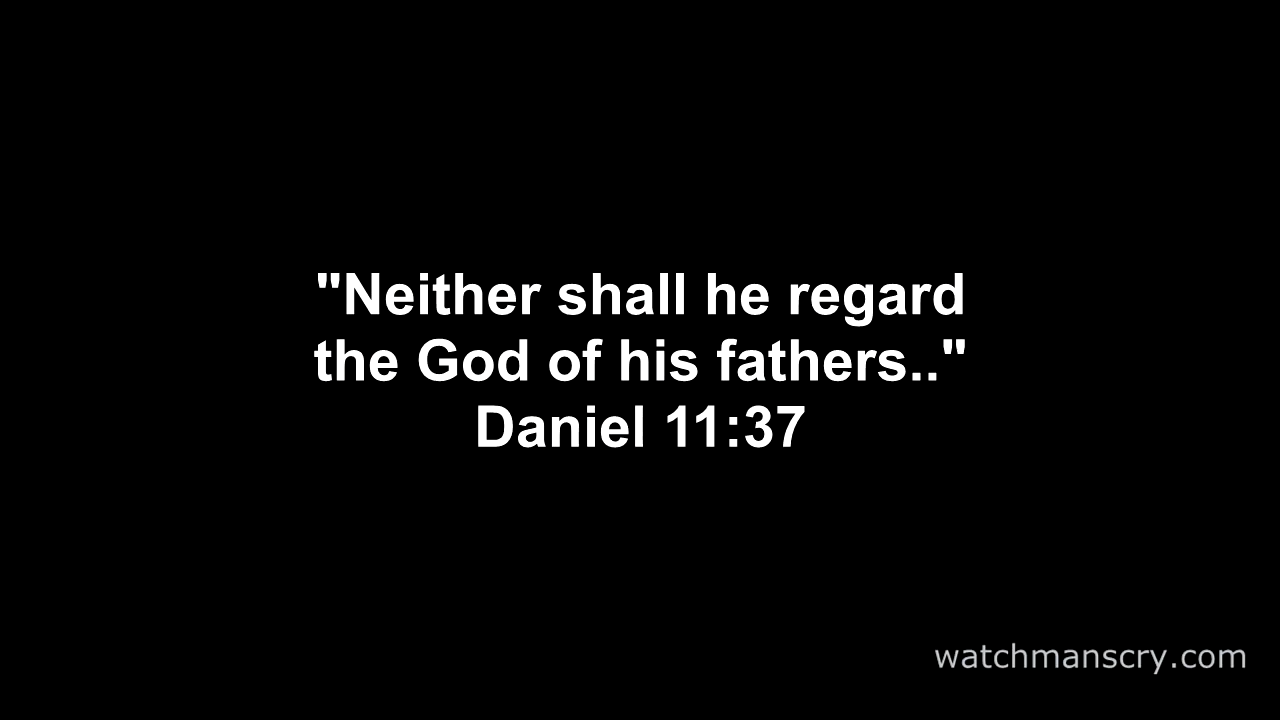 "Neither shall he regard
the God of his fathers.."
Daniel 11:37
watchmanscry.com